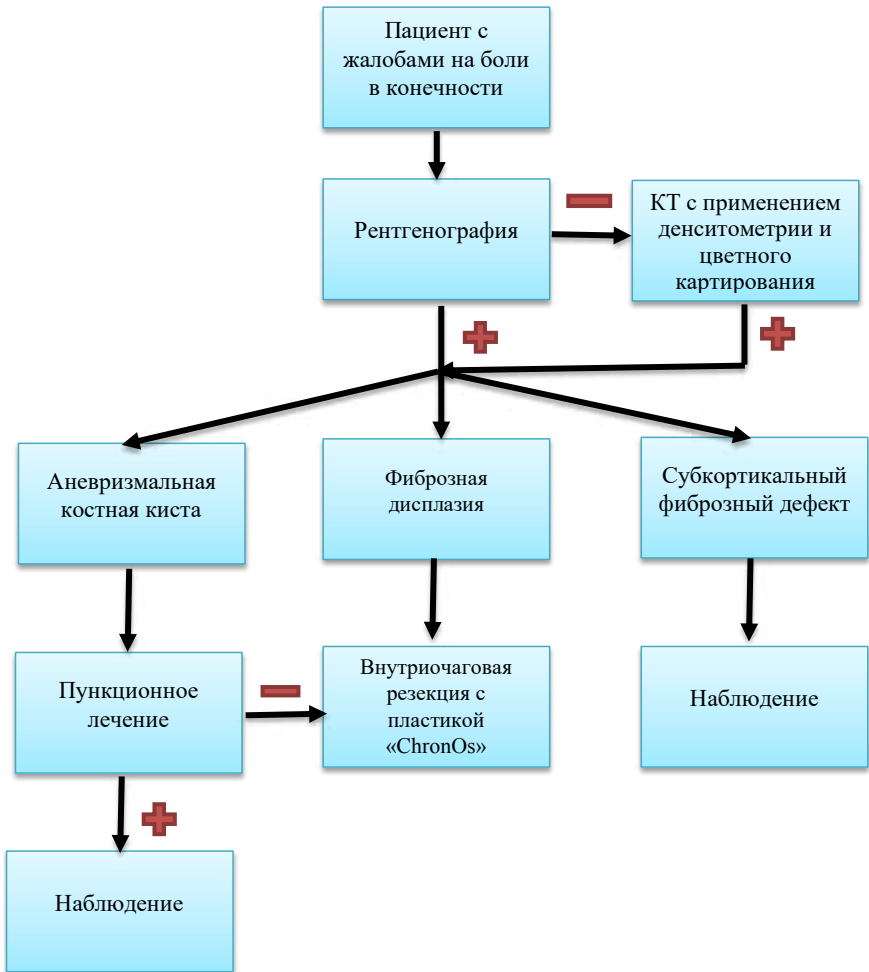 Пациент с
жалобами на боли
в конечности
Рентгенография
КТ с применением
денситометрии и
цветного
картирования
Аневризмальная
костная киста
Фиброзная
дисплазия
Субкортикальный
фиброзный дефект
Пункционное
лечение
Внутриочаговая
резекция с
пластикой
«ChronOs»
Наблюдение
Наблюдение